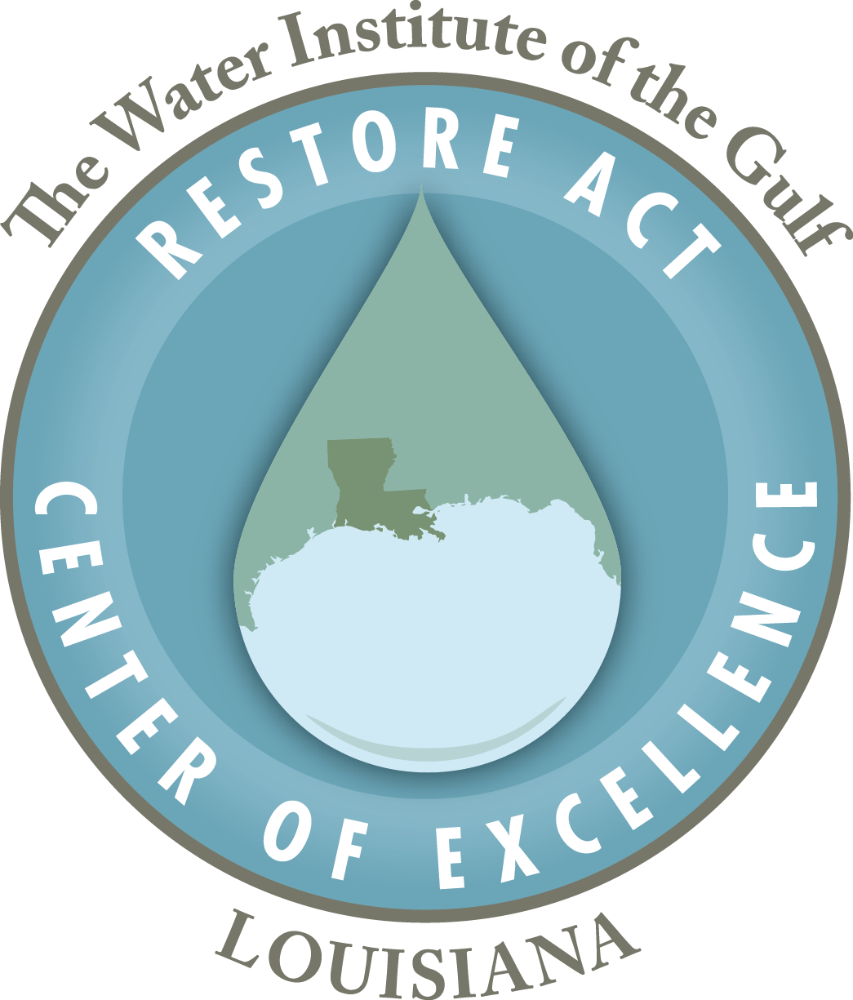 The Water Institute of the Gulf
RESTORE ACT
CENTER OF EXCELLENCE
LOUISIANA